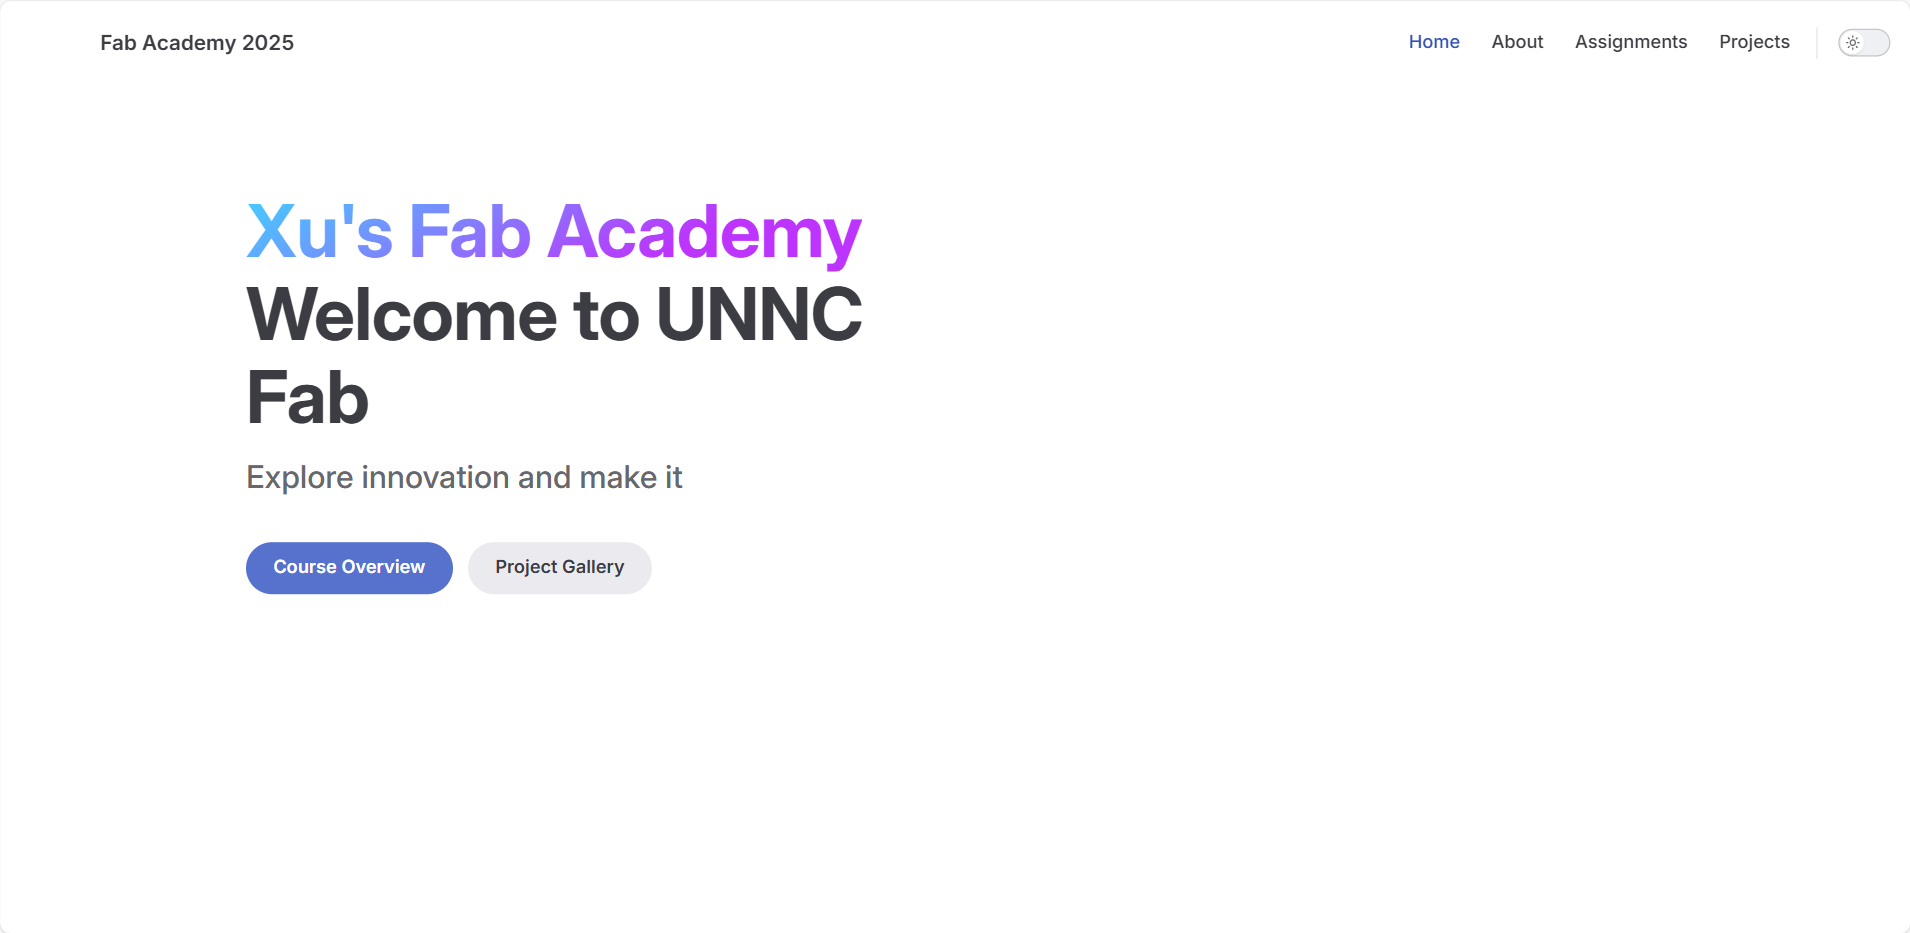 Fab Academy 2025
Home About Assignments Projects
Xu's Fab Academy
Welcome to UNNC
Fab
Explore innovation and make it
Course Overview
Project Gallery